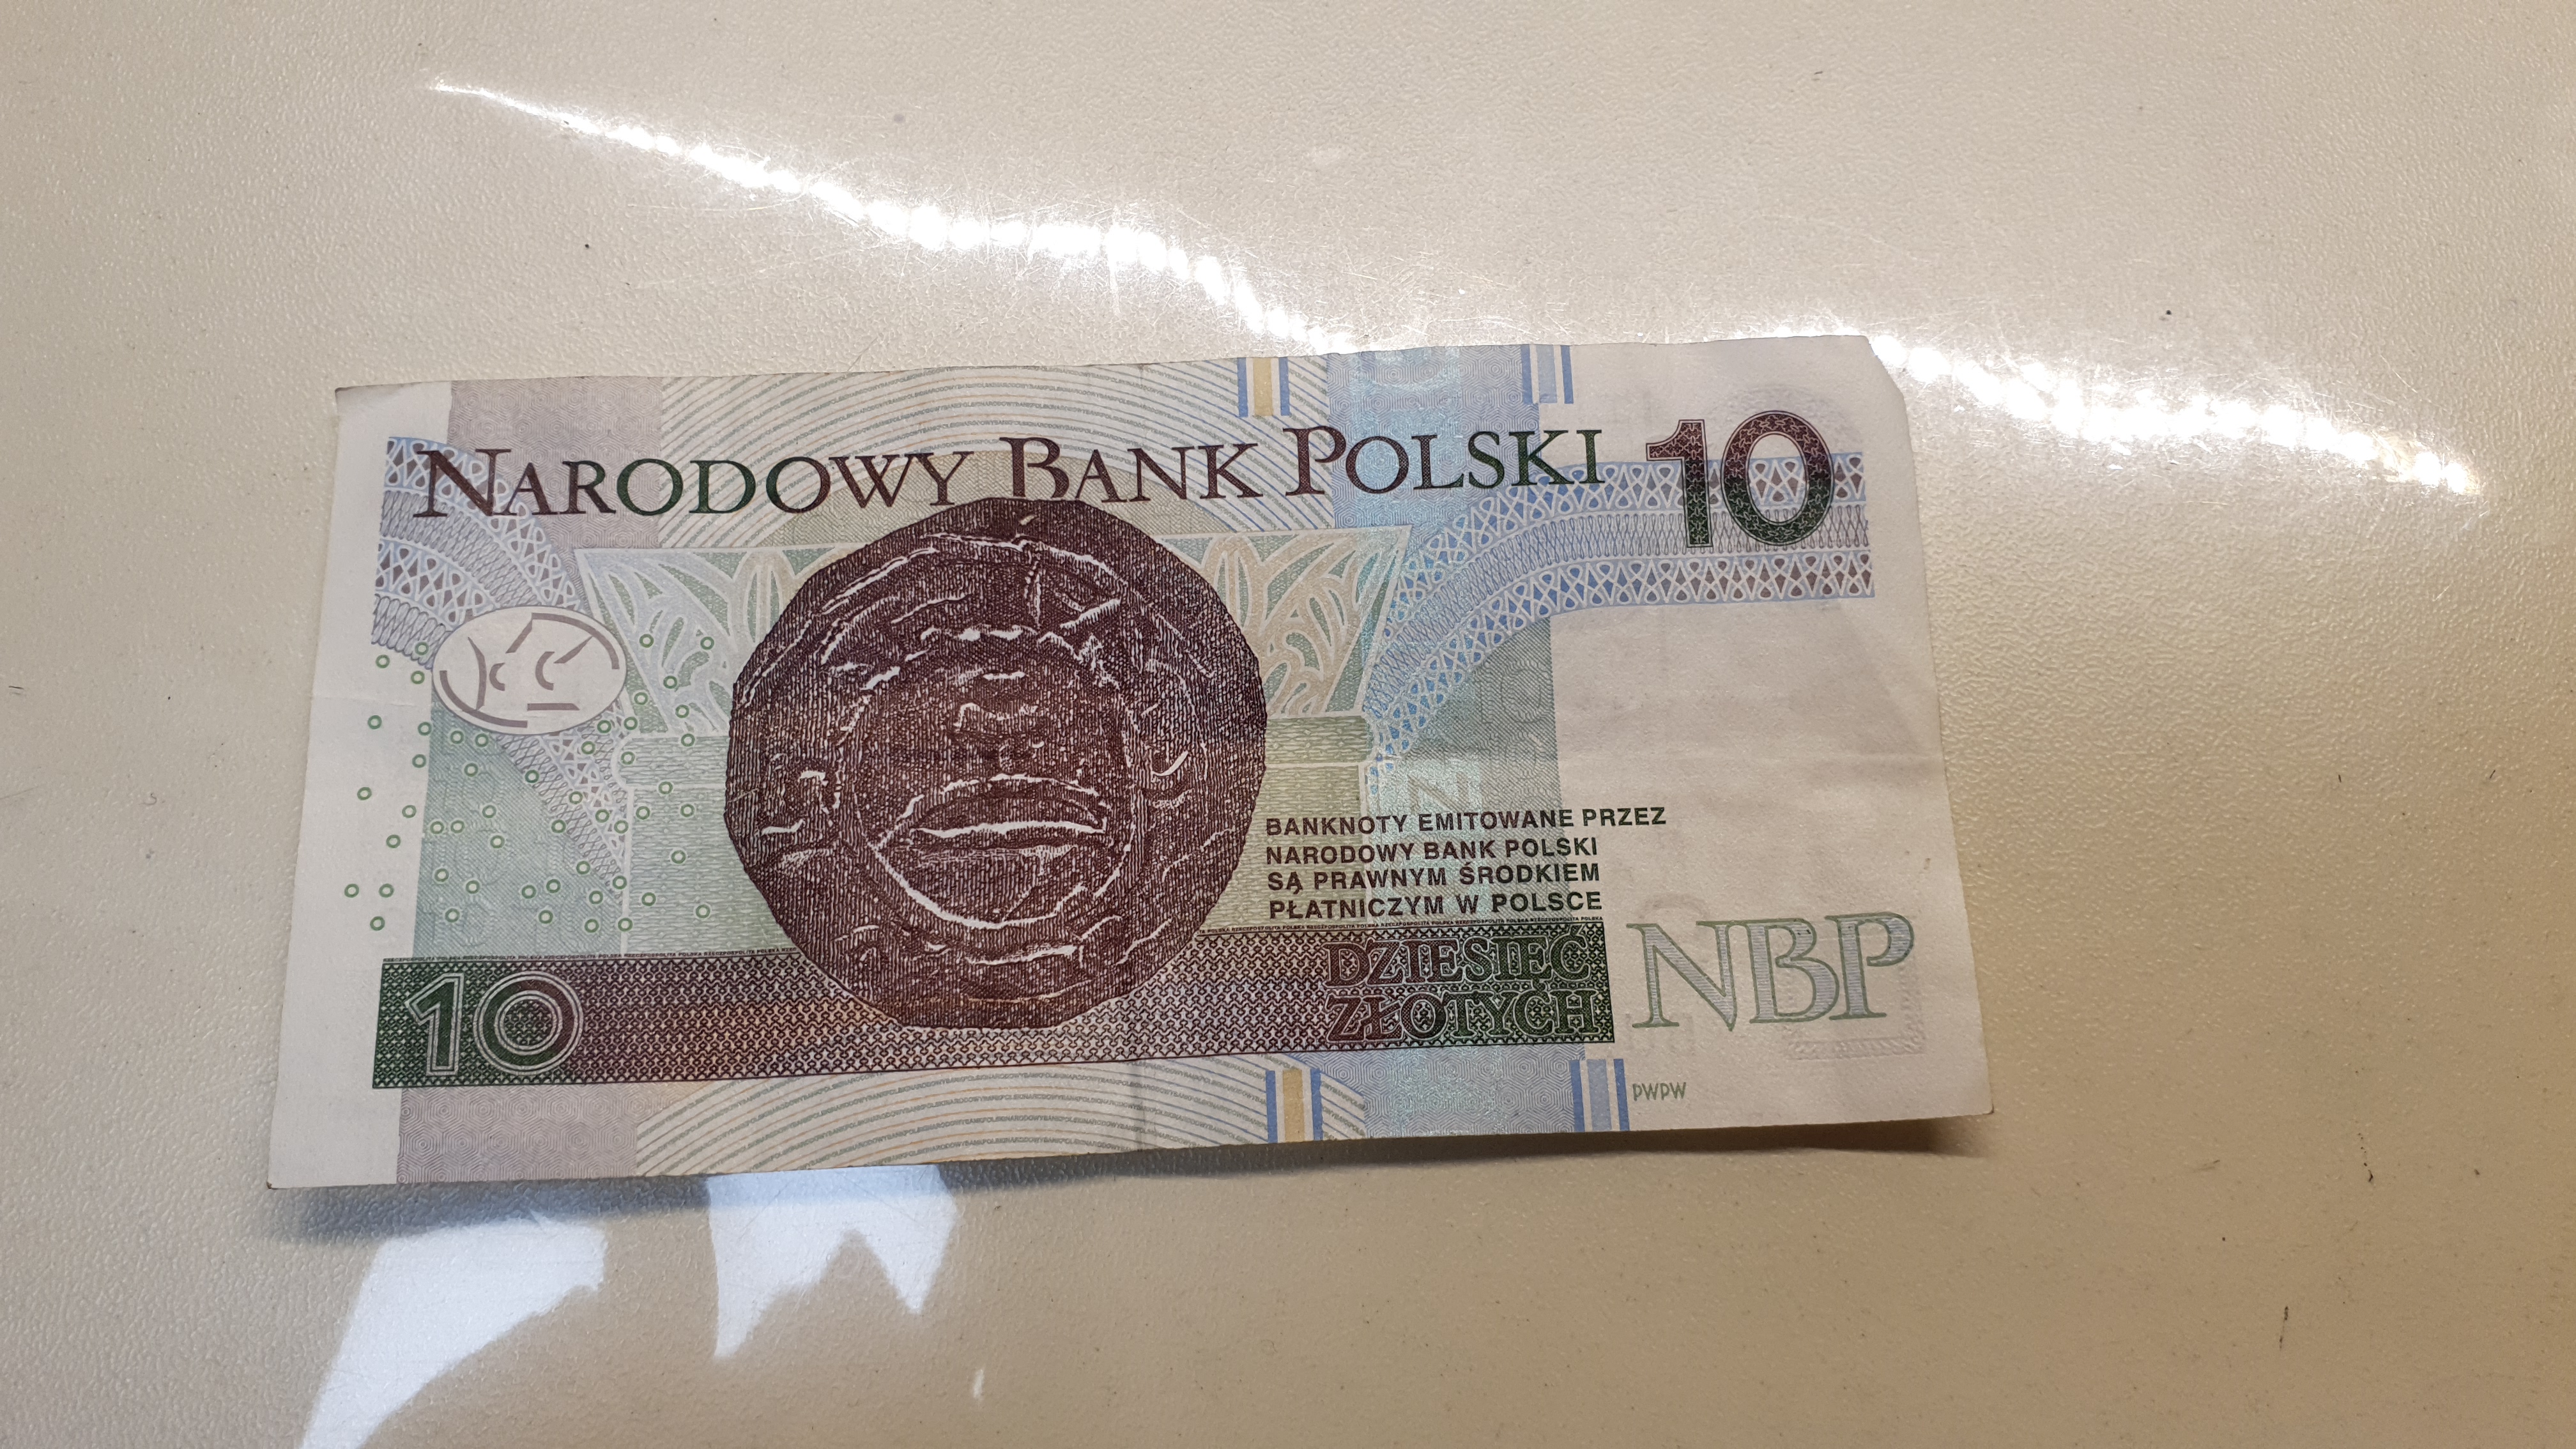 NARODOWY BANK POLSKI 10
BANKNOTY EMITOWANE PRZEZ
NARODOWY BANK POLSKI
SĄ PRAWNYM ŚRODKIEM
PŁATNICZYM W POLSCE
10
DZIESIĘĆ
ZŁOTYCH
NBP
PWPW